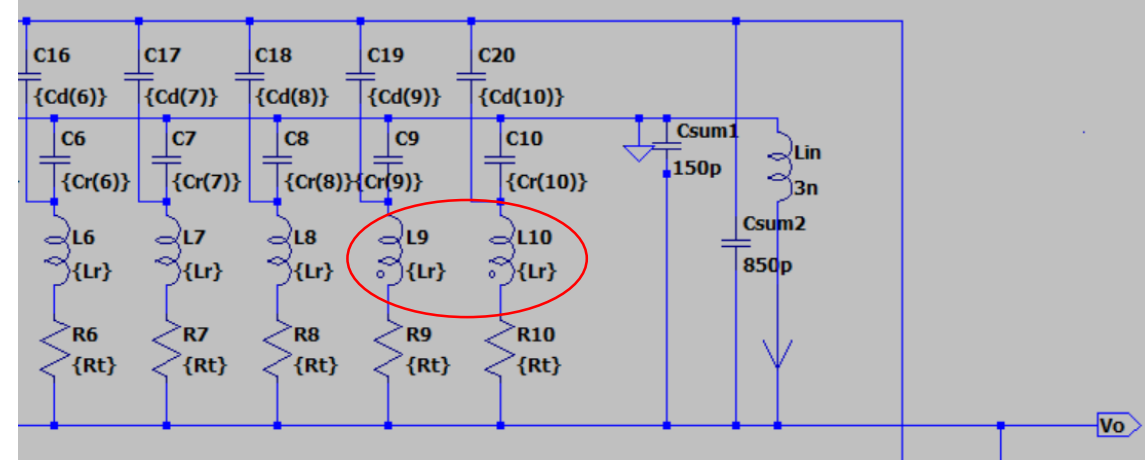 C16 C17 C18 C19 C20
{Cd(6)} {Cd(7)} {Cd(8)} {Cd(9)} {Cd(10)}
C6 C7 C8 C9 C10 Csum1
Lin
150p
{Cr(6)} {Cr(7)} {Cr(8)} {Cr(9)} {Cr(10)}
3n
Csum2
L6 L7 L8 L9 L10
850p
{Lr} {Lr} {Lr} {Lr} {Lr}
R6 R7 R8 R9 R10
{Rt} {Rt} {Rt} {Rt} {Rt}
Vo